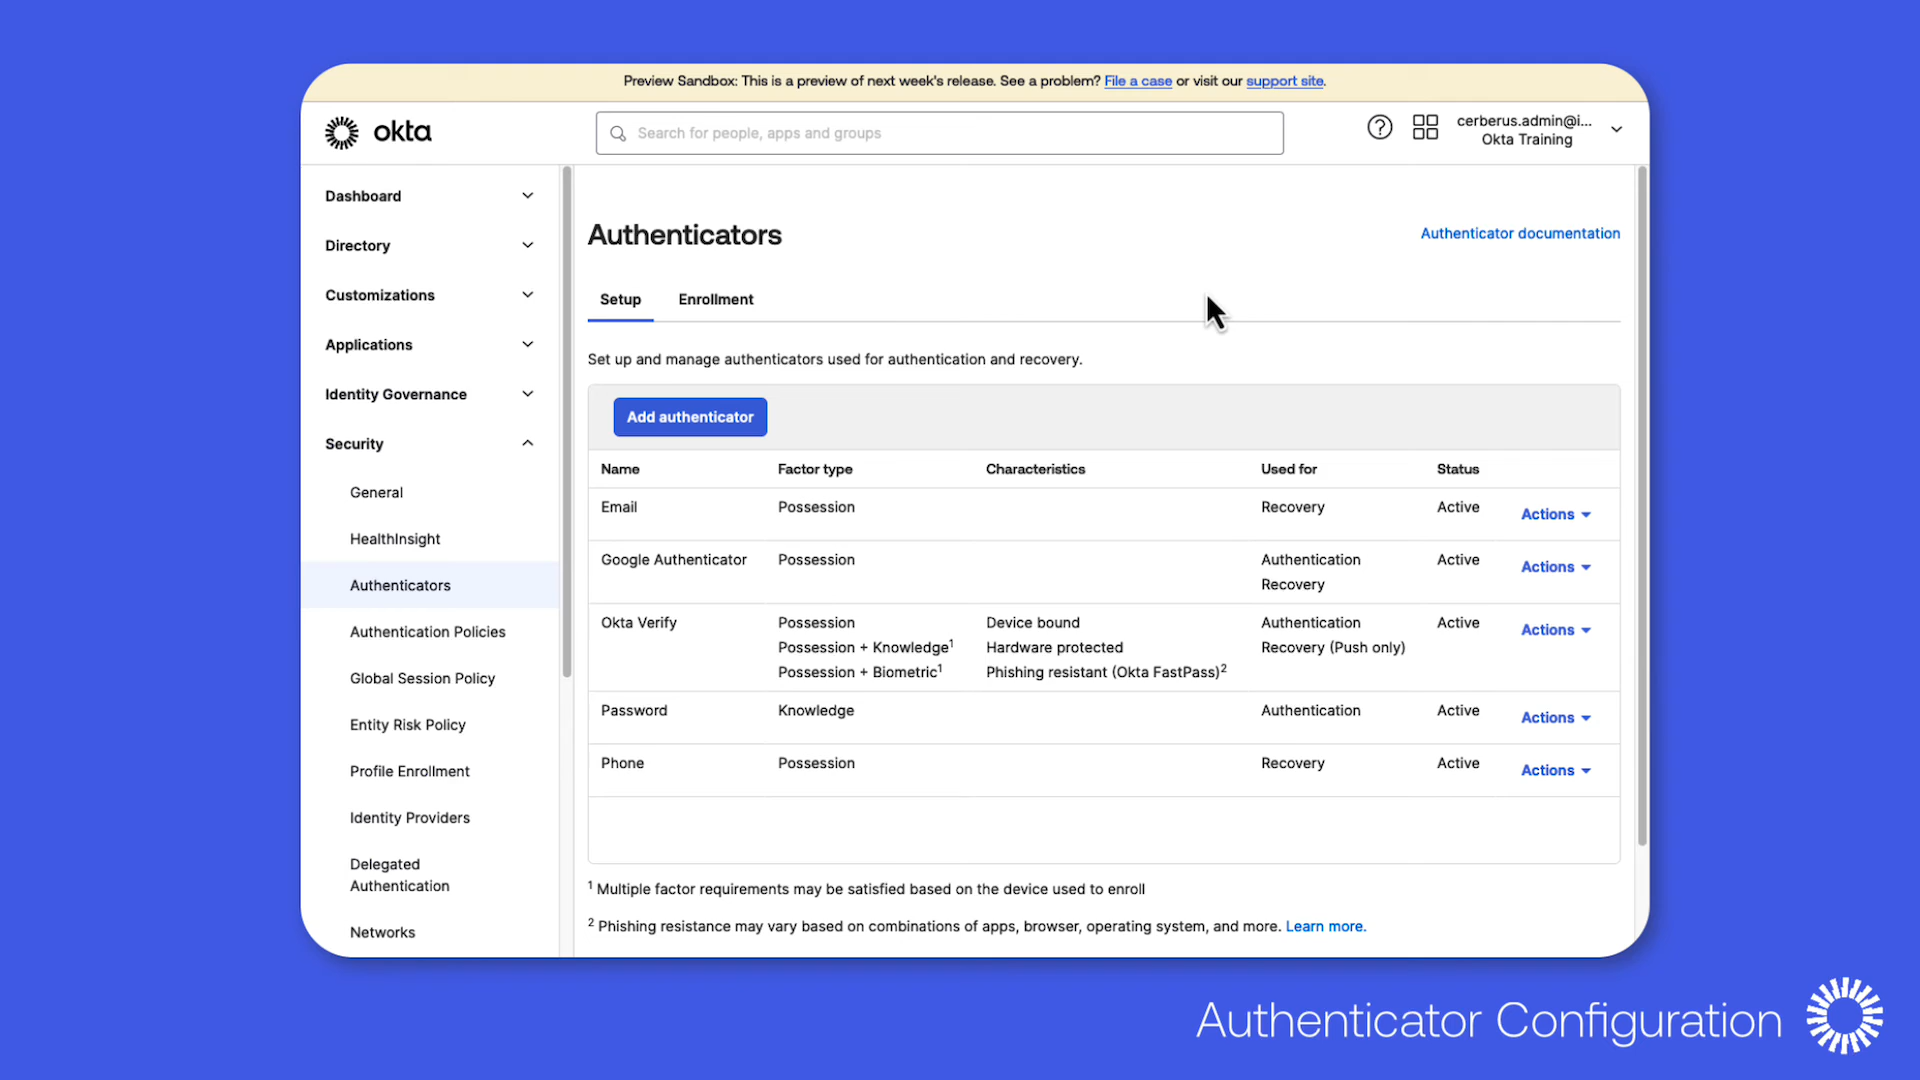 Preview Sandbox: This is a preview of next week's release. See a problem? File a case or visit our support site.
okta
Search for people, apps and groups
cerberus.admin@i...
Okta Training
Dashboard
Directory
Customizations
Applications
Identity Governance
Security
General
HealthInsight
Authenticators
Authentication Policies
Global Session Policy
Entity Risk Policy
Profile Enrollment
Identity Providers
Delegated
Authentication
Networks
Authenticators
Authenticator documentation
Setup Enrollment
Set up and manage authenticators used for authentication and recovery.
Add authenticator
Name Factor type Characteristics Used for Status
Email Possession Recovery Active Actions
Google Authenticator Possession Authentication Active Actions
Recovery
Okta Verify Possession Device bound Authentication Active Actions
Possession + Knowledge¹ Hardware protected Recovery (Push only)
Possession + Biometric¹ Phishing resistant (Okta FastPass)²
Password Knowledge Authentication Active Actions
Phone Possession Recovery Active Actions
¹ Multiple factor requirements may be satisfied based on the device used to enroll
² Phishing resistance may vary based on combinations of apps, browser, operating system, and more. Learn more.
Authenticator Configuration